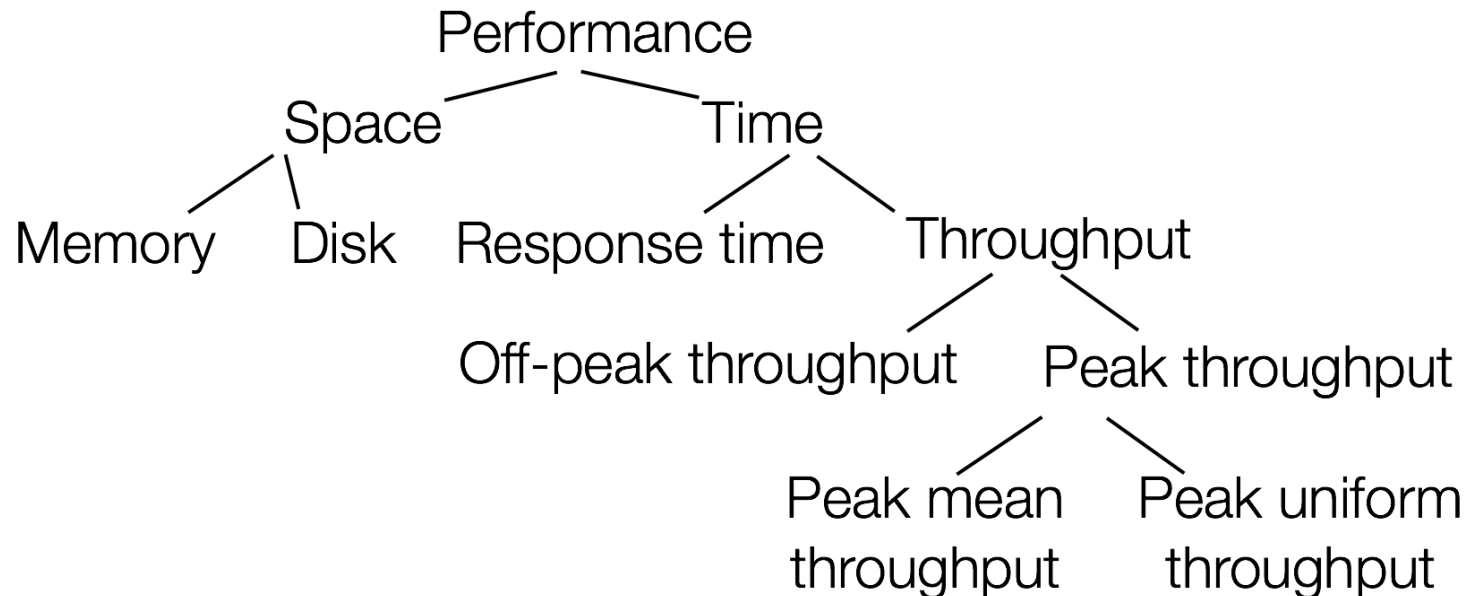 Performance
Space
Time
Memory
Disk
Response time
Throughput
Off-peak throughput
Peak throughput
Peak mean
throughput
Peak uniform
throughput